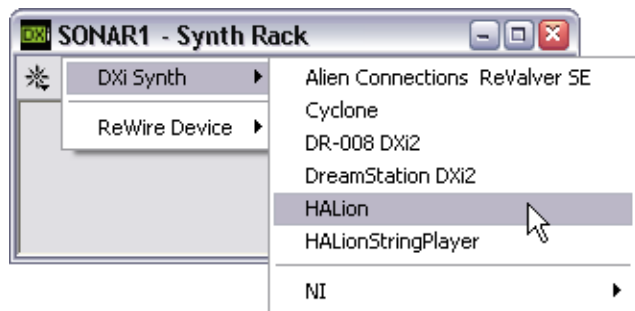 DXi SONAR1 - Synth Rack
DXi Synth
ReWire Device
Alien Connections ReValver SE
Cyclone
DR-008 DXi2
DreamStation DXi2
HALion
HALionStringPlayer
NI